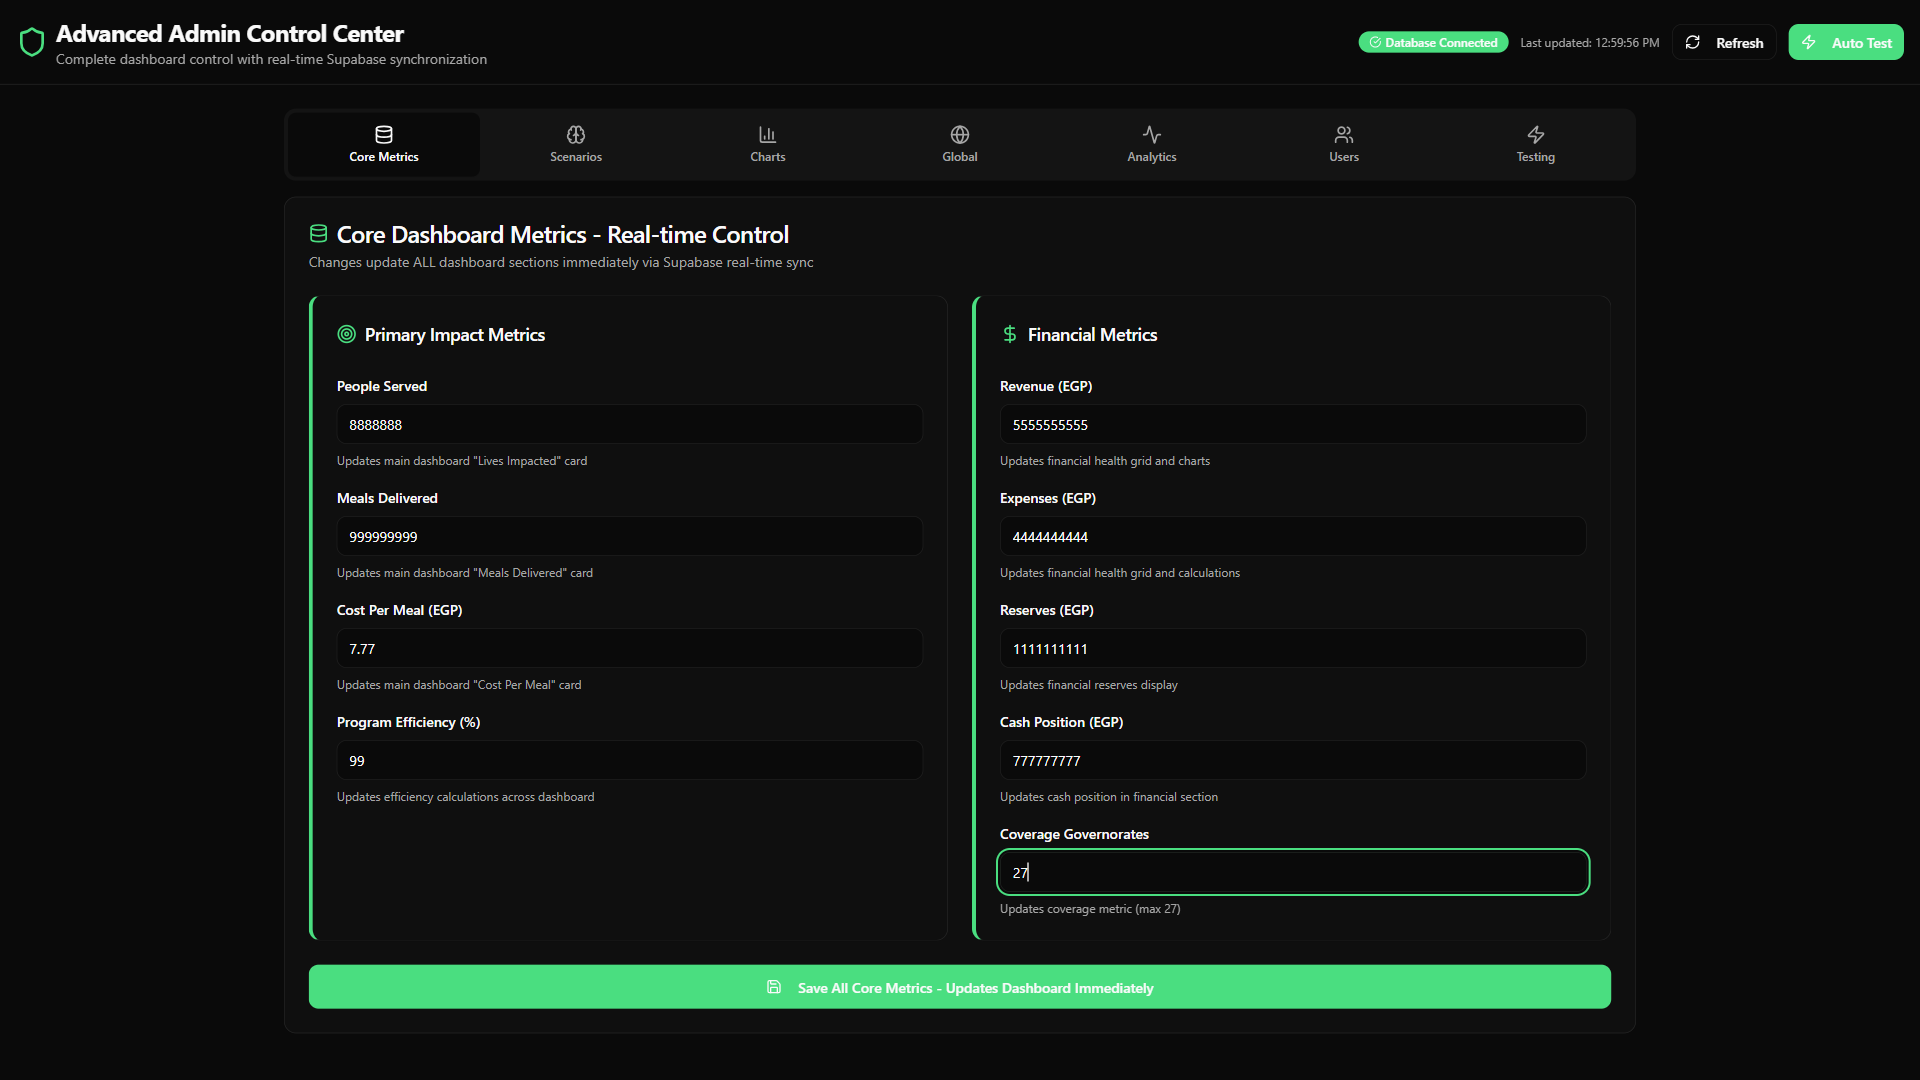 Advanced Admin Control Center
Complete dashboard control with real-time Supabase synchronization
Database Connected
Last updated: 12:59:56 PM
Refresh
Auto Test
Core Metrics
Scenarios
Charts
Global
Analytics
Users
Testing
Core Dashboard Metrics - Real-time Control
Changes update ALL dashboard sections immediately via Supabase real-time sync
Primary Impact Metrics
People Served
8888888
Updates main dashboard "Lives Impacted" card
Meals Delivered
999999999
Updates main dashboard "Meals Delivered" card
Cost Per Meal (EGP)
7.77
Updates main dashboard "Cost Per Meal" card
Program Efficiency (%)
99
Updates efficiency calculations across dashboard
Financial Metrics
Revenue (EGP)
5555555555
Updates financial health grid and charts
Expenses (EGP)
4444444444
Updates financial health grid and calculations
Reserves (EGP)
1111111111
Updates financial reserves display
Cash Position (EGP)
777777777
Updates cash position in financial section
Coverage Governorates
27
Updates coverage metric (max 27)
Save All Core Metrics - Updates Dashboard Immediately